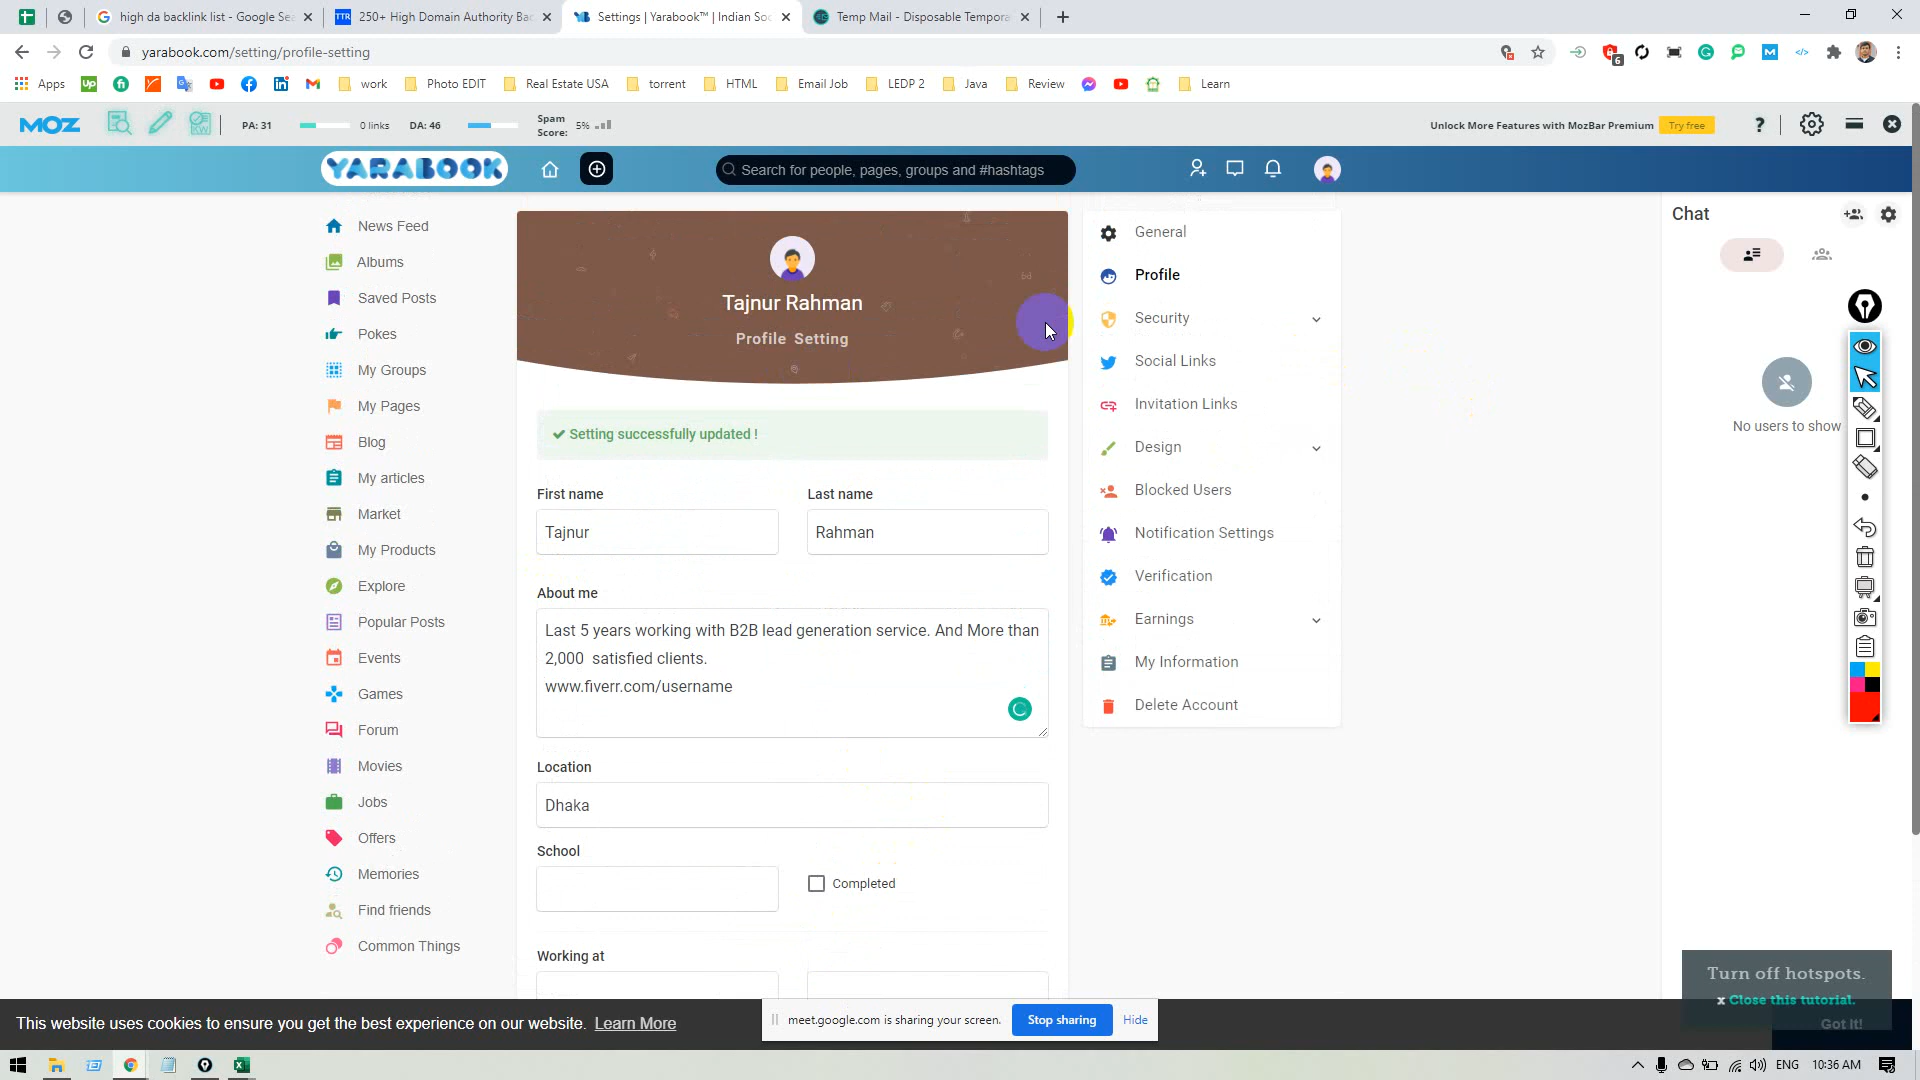 high da backlink list - Google Sea
250+ High Domain Authority Bac
Settings | Yarabook™ | Indian Soc
Temp Mail - Disposable Tempora
yarabook.com/setting/profile-setting
6
Apps
work
Photo EDIT
Real Estate USA
torrent
HTML
Email Job
LEDP 2
Java
Review
Learn
MOZ
PA: 31
0 links
DA: 46
Spam
Score:
5%
Unlock More Features with MozBar Premium
Try free
?
YARABOOK
Search for people, pages, groups and #hashtags
News Feed
Albums
Saved Posts
Pokes
My Groups
My Pages
Blog
My articles
Market
My Products
Explore
Popular Posts
Events
Games
Forum
Movies
Jobs
Offers
Memories
Find friends
Common Things
Tajnur Rahman
Profile Setting
Setting successfully updated !
First name
Last name
Tajnur
Rahman
About me
Last 5 years working with B2B lead generation service. And More than
2,000  satisfied clients.
www.fiverr.com/username
Location
Dhaka
School
Completed
Working at
General
Profile
Security
Social Links
Invitation Links
Design
Blocked Users
Notification Settings
Verification
Earnings
My Information
Delete Account
Chat
No users to show
Turn off hotspots.
x Close this tutorial.
Got It!
This website uses cookies to ensure you get the best experience on our website. Learn More
meet.google.com is sharing your screen.
Stop sharing
Hide
ENG
10:36 AM